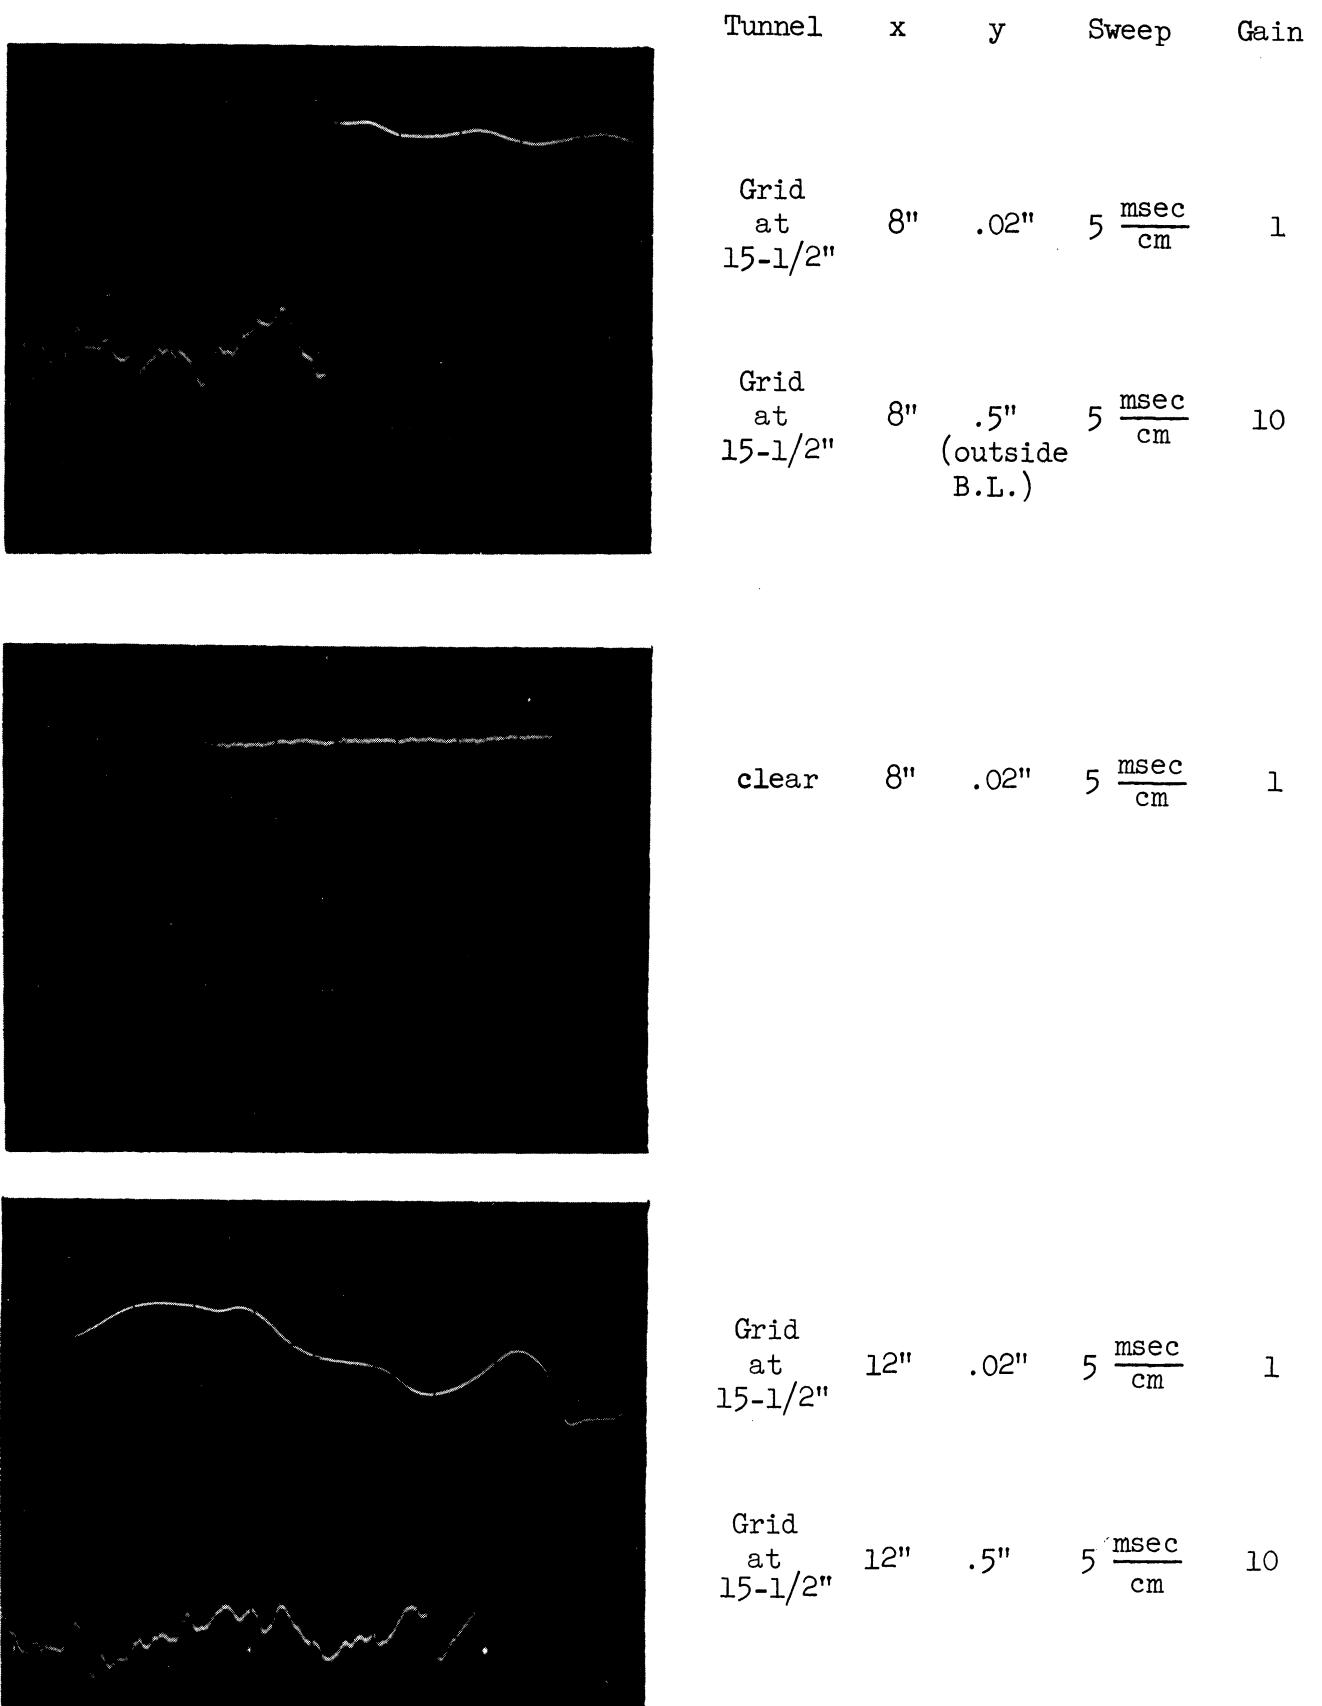 Tunnel x y Sweep Gain
Grid
at
15-1/2" 8" .02" 5 msec/cm 1
Grid
at
15-1/2" 8" .5" 5 msec/cm 10
(outside
B.L.)
clear 8" .02" 5 msec/cm 1
Grid
at
15-1/2" 12" .02" 5 msec/cm 1
Grid
at
15-1/2" 12" .5" 5 msec/cm 10